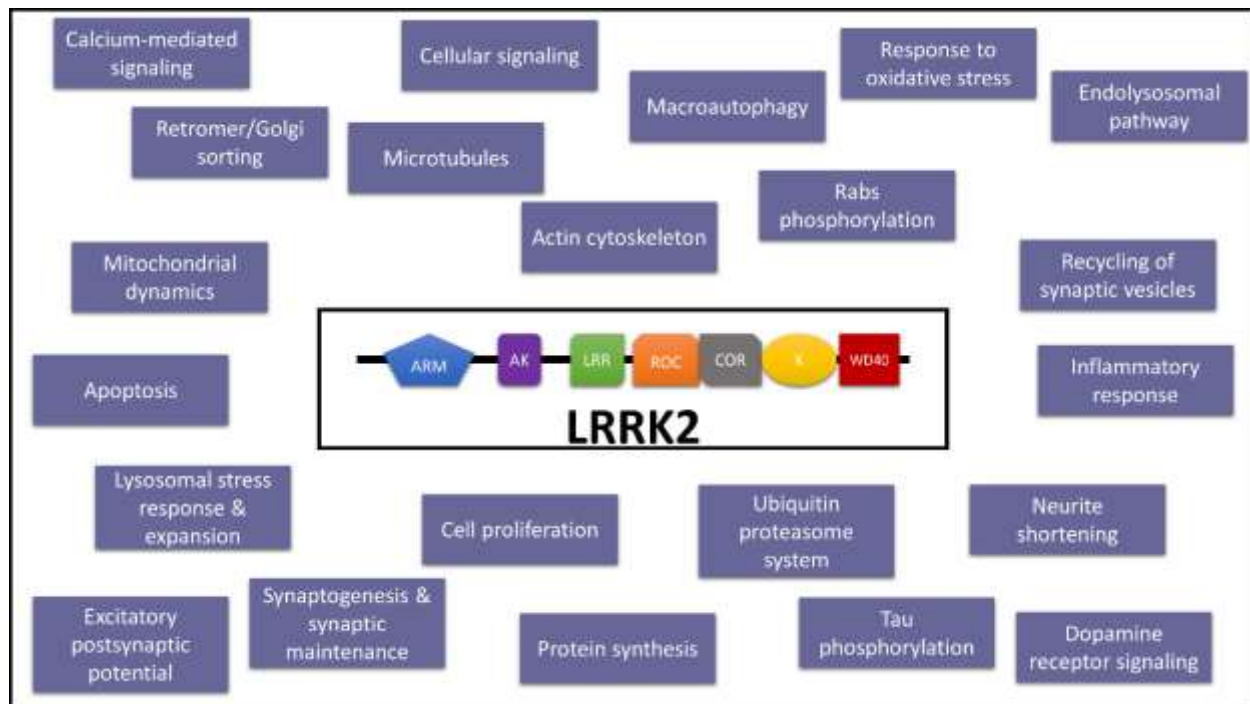 Calcium-mediated
signaling
Cellular signaling
Response to
oxidative stress
Macroautophagy
Endolysosomal
pathway
Retromer/Golgi
sorting
Microtubules
Rabs
phosphorylation
Actin cytoskeleton
Mitochondrial
dynamics
Recycling of
synaptic vesicles
ARM
AK
LRR
ROC
COR
K
WD40
LRRK2
Apoptosis
Inflammatory
response
Lysosomal stress
response &
expansion
Cell proliferation
Ubiquitin
proteasome
system
Neurite
shortening
Excitatory
postsynaptic
potential
Synaptogenesis &
synaptic
maintenance
Protein synthesis
Tau
phosphorylation
Dopamine
receptor signaling